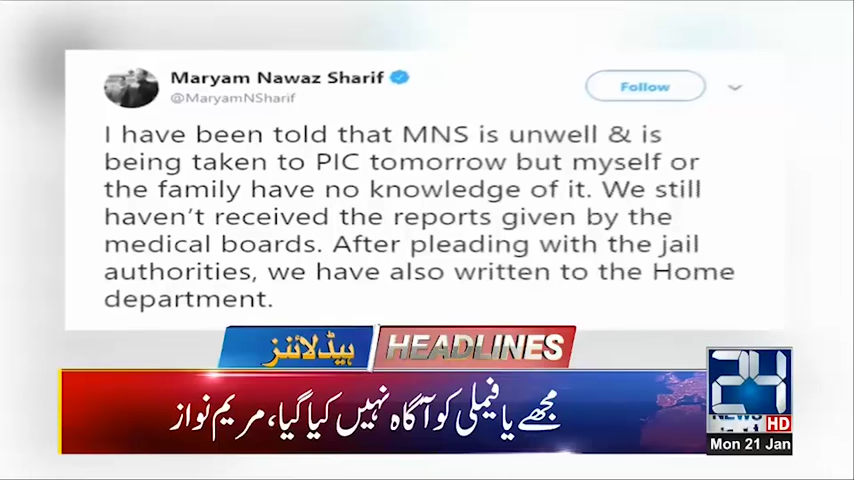 Maryam Nawaz Sharif
@MaryamNSharif
Follow
I have been told that MNS is unwell & is
being taken to PIC tomorrow but myself or
the family have no knowledge of it. We still
haven't received the reports given by the
medical boards. After pleading with the jail
authorities, we have also written to the Home
department.
ہیڈلائنز HEADLINES
مجھے یا فیملی کو آگاہ نہیں کیا گیا، مریم نواز
24
NEWS HD
Mon 21 Jan